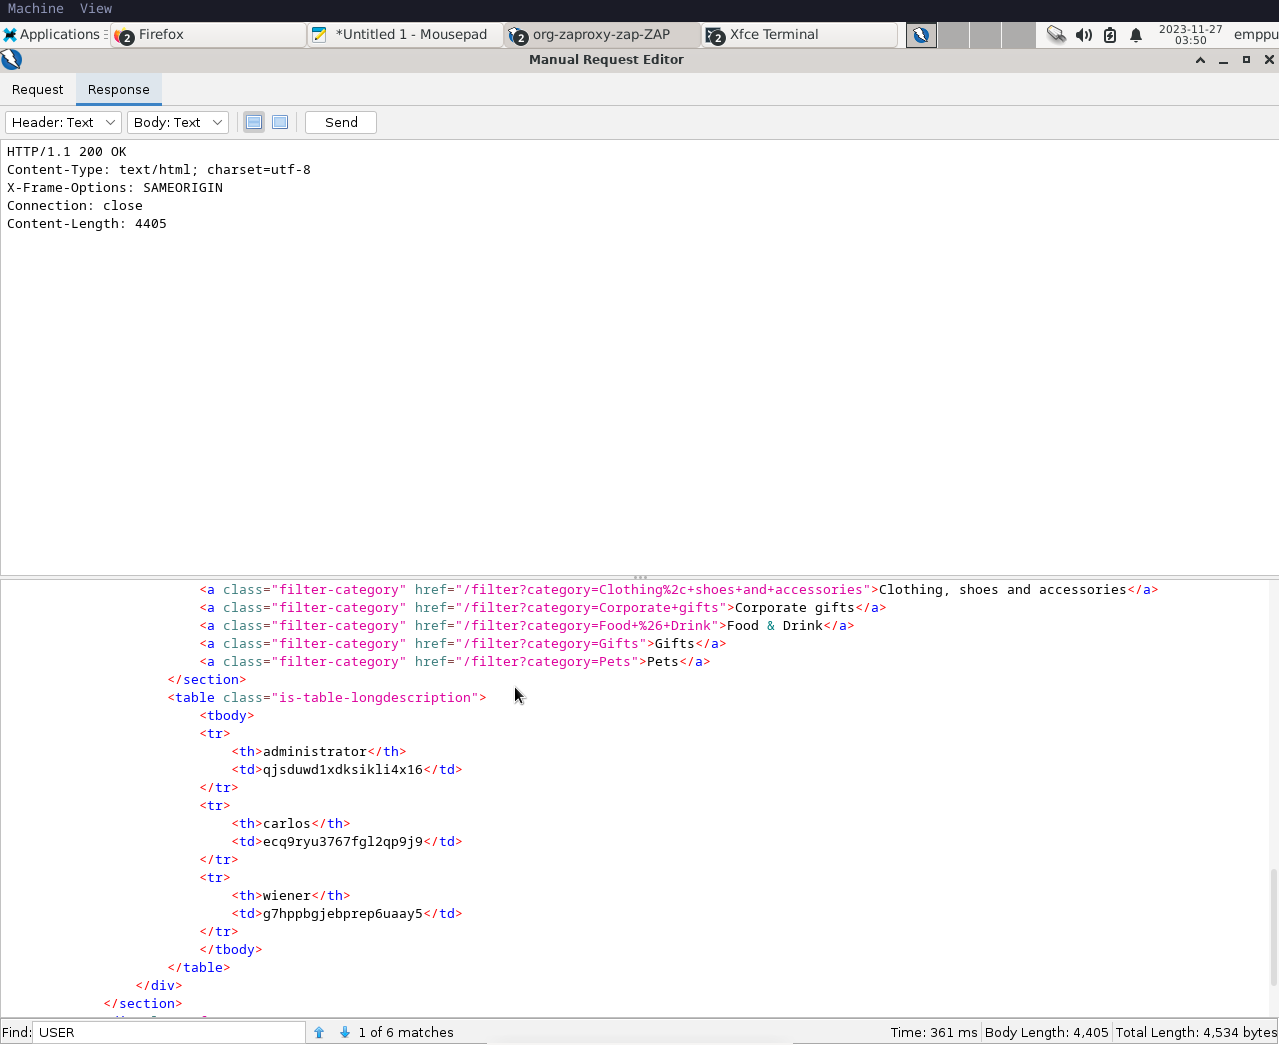 Machine View
Applications
2 Firefox
*Untitled 1 - Mousepad
2 org-zaproxy-zap-ZAP
2 Xfce Terminal
2023-11-27
03:50
emppu
Manual Request Editor
Request Response
Header: Text Body: Text Send
HTTP/1.1 200 OK
Content-Type: text/html; charset=utf-8
X-Frame-Options: SAMEORIGIN
Connection: close
Content-Length: 4405
<a class="filter-category" href="/filter?category=Clothing%2c+shoes+and+accessories">Clothing, shoes and accessories</a>
<a class="filter-category" href="/filter?category=Corporate+gifts">Corporate gifts</a>
<a class="filter-category" href="/filter?category=Food+%26+Drink">Food & Drink</a>
<a class="filter-category" href="/filter?category=Gifts">Gifts</a>
<a class="filter-category" href="/filter?category=Pets">Pets</a>
</section>
<table class="is-table-longdescription">
<tbody>
<tr>
<th>administrator</th>
<td>qjsduwd1xdksikli4x16</td>
</tr>
<tr>
<th>carlos</th>
<td>ecq9ryu3767fgl2qp9j9</td>
</tr>
<tr>
<th>wiener</th>
<td>g7hppbgjebprep6uaay5</td>
</tr>
</tbody>
</table>
</div>
</section>
Find: USER 1 of 6 matches Time: 361 ms Body Length: 4,405 Total Length: 4,534 bytes